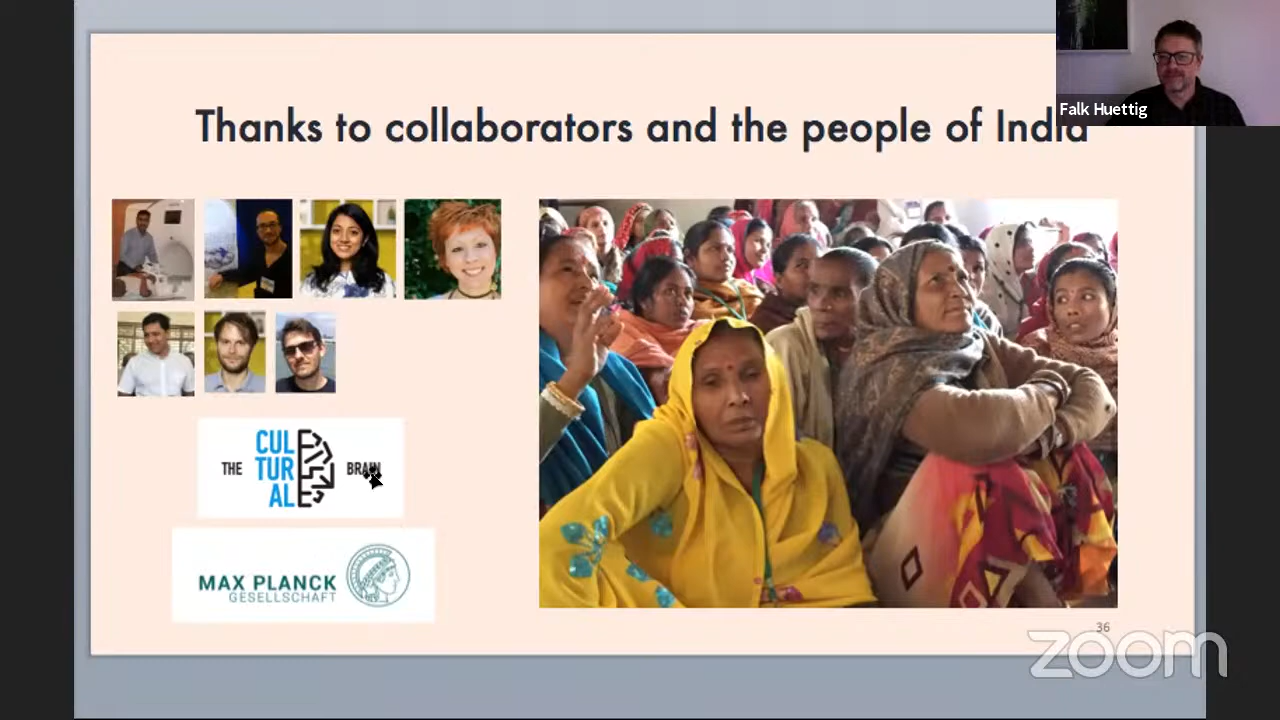 Falk Huettig
Thanks to collaborators and the people of India
THE
CUL
TUR
AL
BRAIN
MAX PLANCK
GESELLSCHAFT
36
zoom